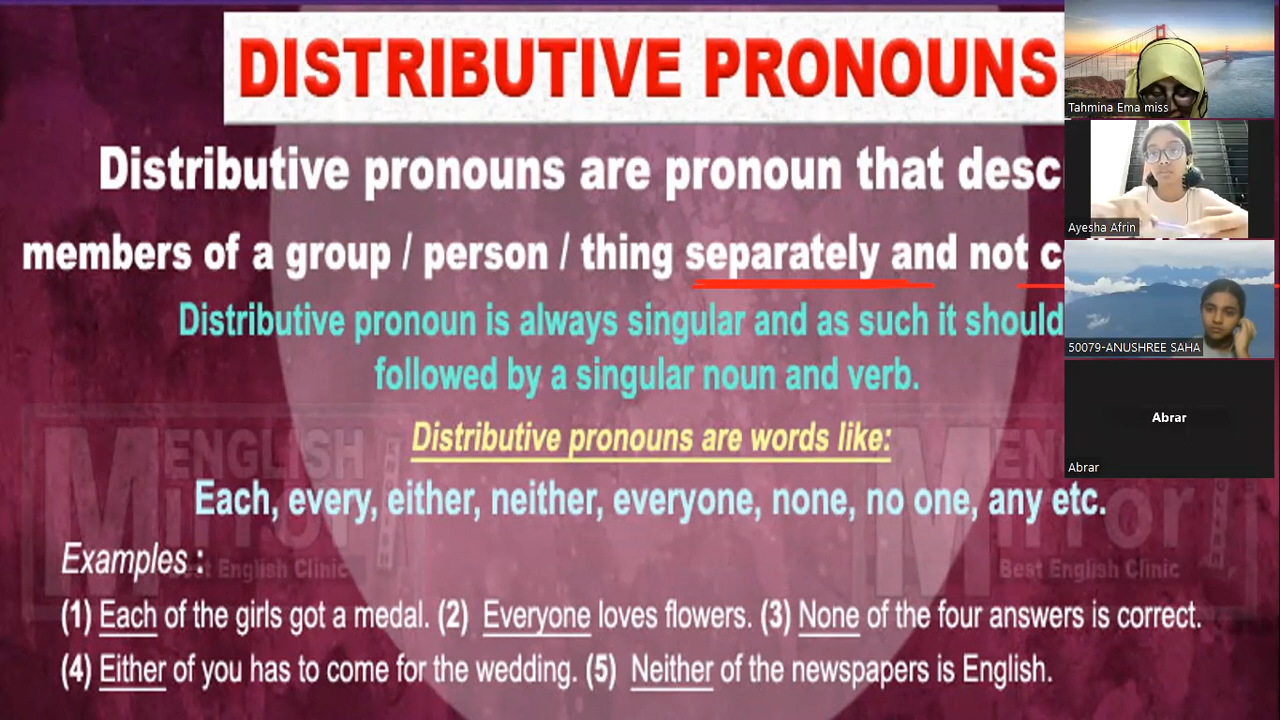 DISTRIBUTIVE PRONOUNS
Distributive pronouns are pronoun that desc
members of a group / person / thing separately and not c
Distributive pronoun is always singular and as such it should
followed by a singular noun and verb.
Distributive pronouns are words like:
Each, every, either, neither, everyone, none, no one, any etc.
Examples :
(1) Each of the girls got a medal. (2) Everyone loves flowers. (3) None of the four answers is correct.
(4) Either of you has to come for the wedding. (5) Neither of the newspapers is English.
Tahmina Ema miss
Ayesha Afrin
50079-ANUSHREE SAHA
Abrar
Abrar
ENGLISH
Mirror
Best English Clinic
EN
M rror
Best English Clinic